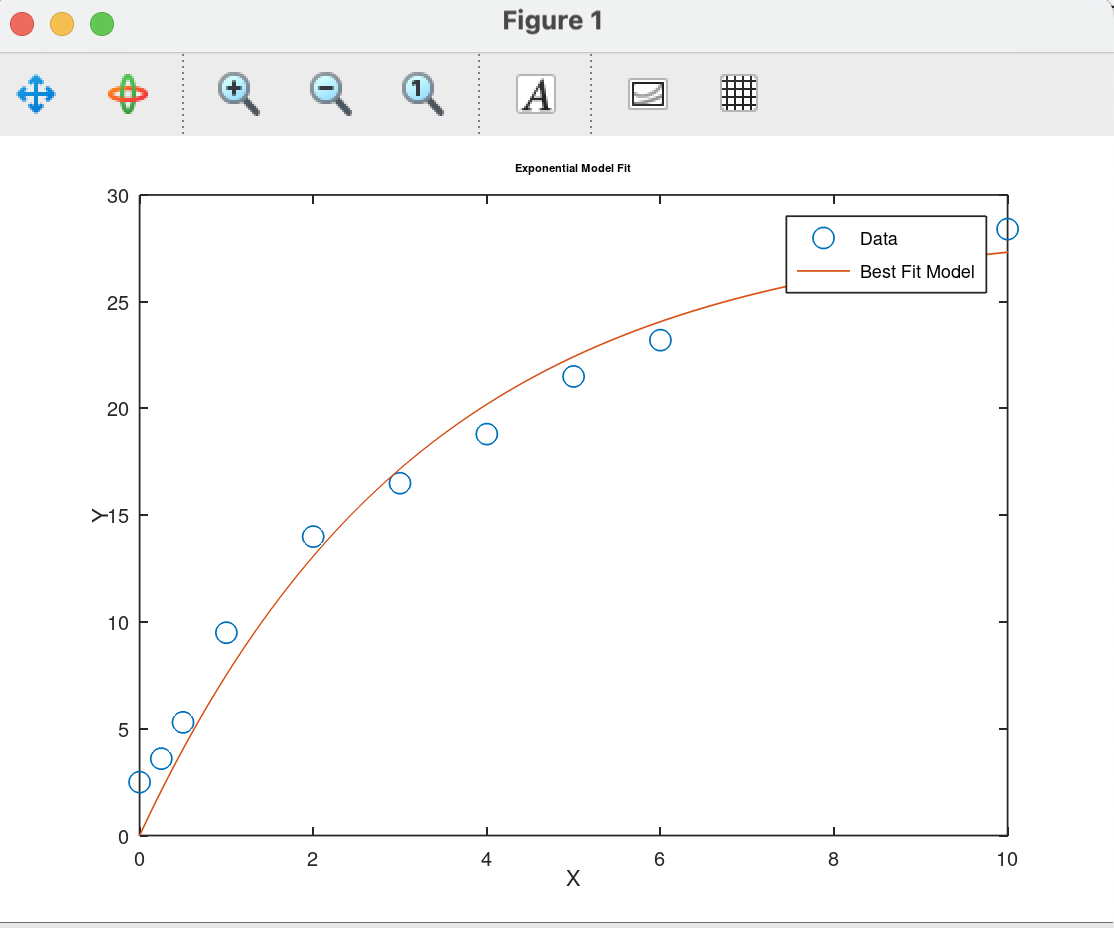 Figure 1
+ − 1 A
Exponential Model Fit
30
25
20
15
10
5
0
Y
Data
Best Fit Model
0 2 4 6 8 10
X